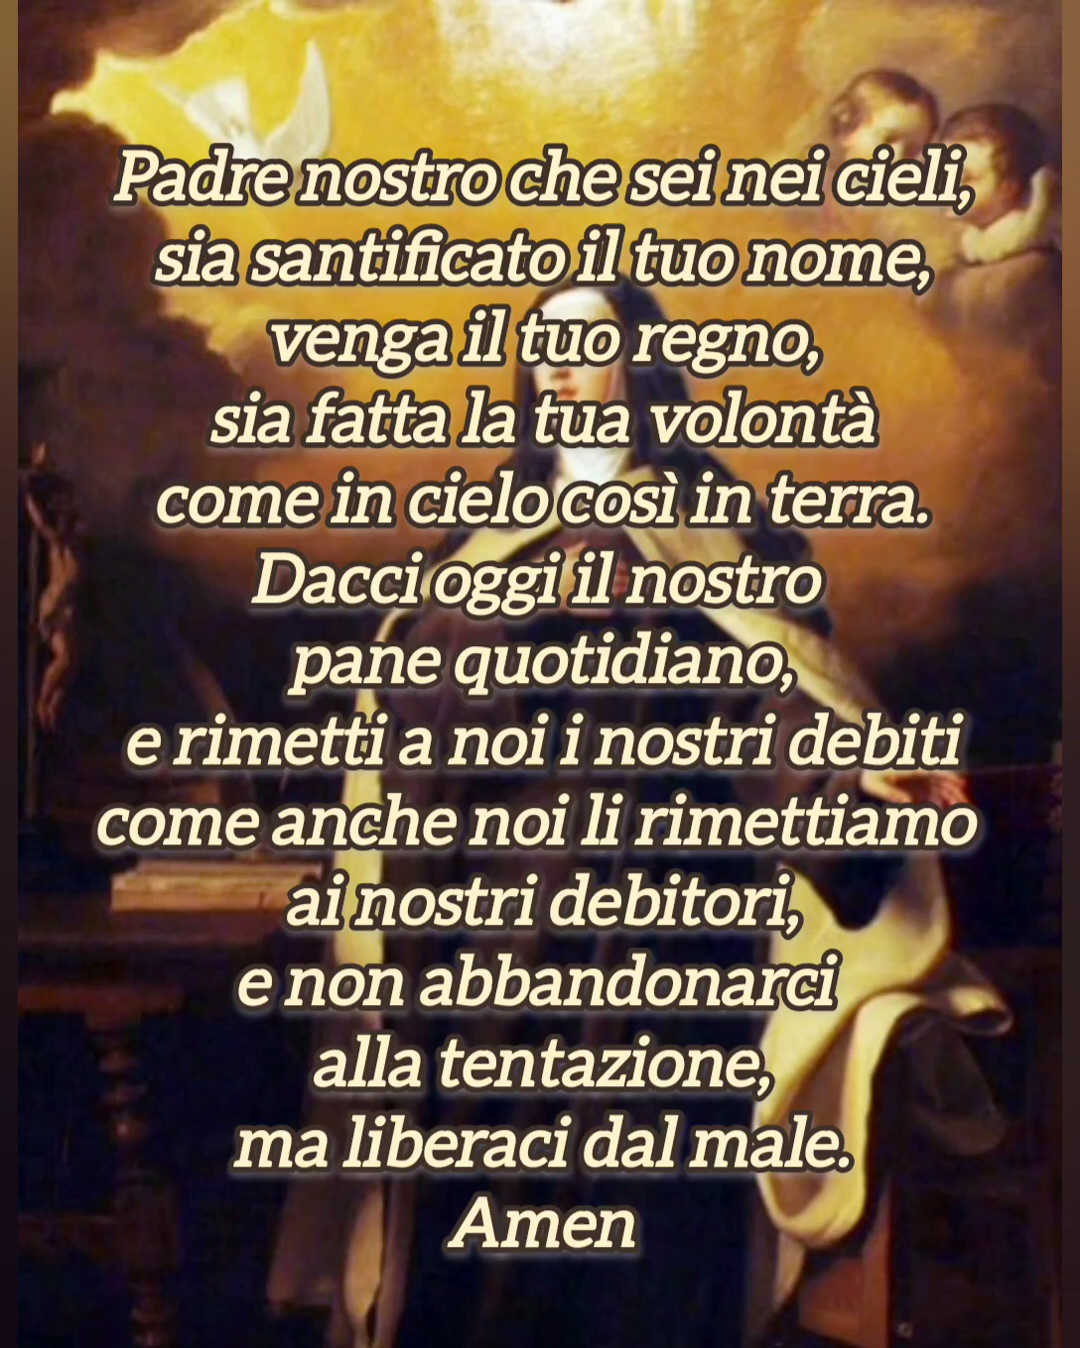 Padre nostro che sei nei cieli,
sia santificato il tuo nome,
venga il tuo regno,
sia fatta la tua volontà
come in cielo così in terra.
Dacci oggi il nostro
pane quotidiano,
e rimetti a noi i nostri debiti
come anche noi li rimettiamo
ai nostri debitori,
e non abbandonarci
alla tentazione,
ma liberaci dal male.
Amen